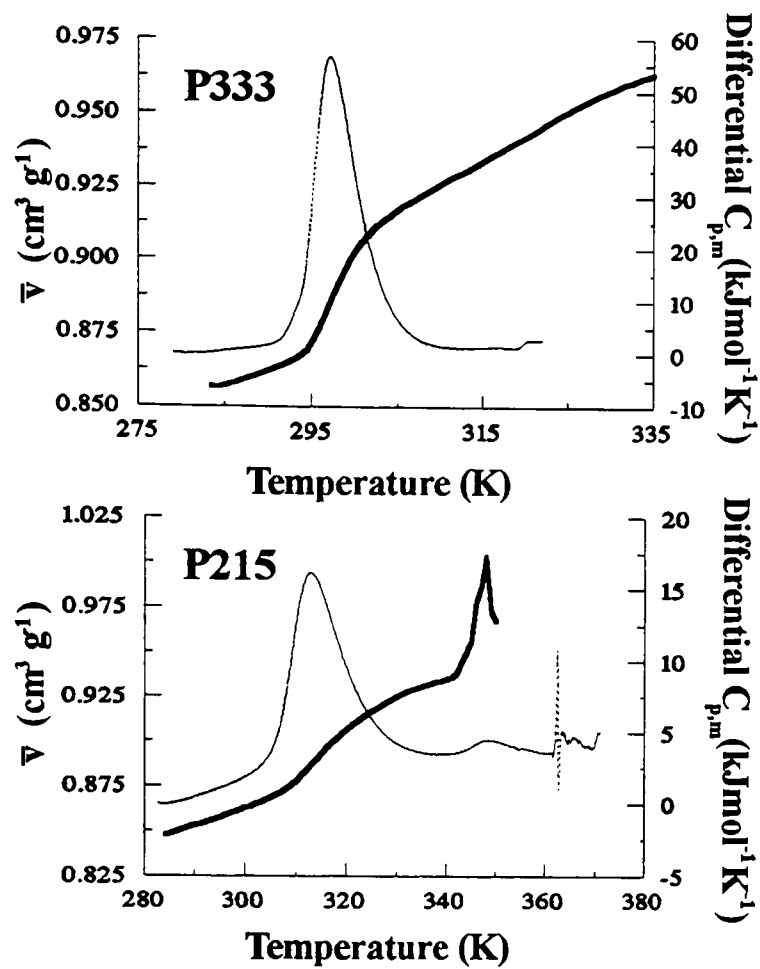 P333
0.975
0.950
0.925
0.900
0.875
0.850
v̅ (cm³ g⁻¹)
60
50
40
30
20
10
0
-10
Differential C_p,m (kJmol⁻¹K⁻¹)
275 295 315 335
Temperature (K)
P215
1.025
0.975
0.925
0.875
0.825
v̅ (cm³ g⁻¹)
20
15
10
5
0
-5
Differential C_p,m (kJmol⁻¹K⁻¹)
280 300 320 340 360 380
Temperature (K)